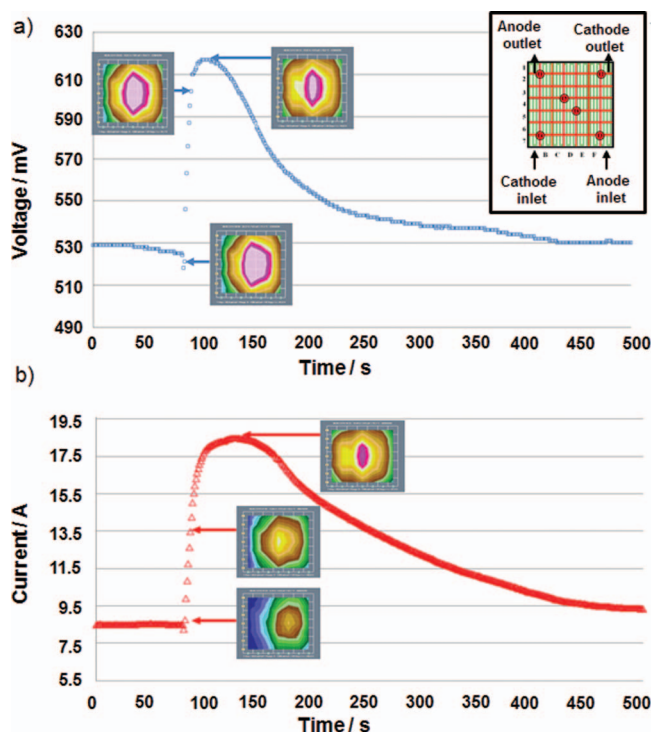 a)
630
610
590
570
550
530
510
490
Voltage / mV
0 50 100 150 200 250 300 350 400 450 500
Time / s
Anode outlet
Cathode outlet
B C D E F
Cathode inlet
Anode inlet
b)
19.5
17.5
15.5
13.5
11.5
9.5
7.5
5.5
Current / A
0 50 100 150 200 250 300 350 400 450 500
Time / s